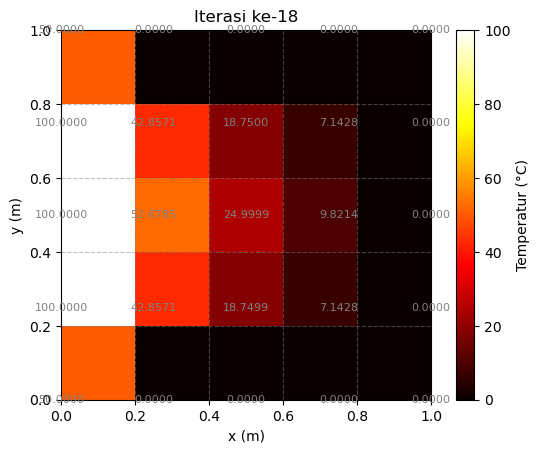 Iterasi ke-18
1.0 50.0000 0.0000 0.0000 0.0000 0.0000 100
0.8 100.0000 42.8571 18.7500 7.1428 0.0000
80
0.6
60
100.0000 52.6785 24.9999 9.8214 0.0000
0.4
40
0.2 100.0000 42.8571 18.7499 7.1428 0.0000
20
0.0 50.0000 0.0000 0.0000 0.0000 0.0000 0
0.0 0.2 0.4 0.6 0.8 1.0
x (m)
y (m)
Temperatur (°C)